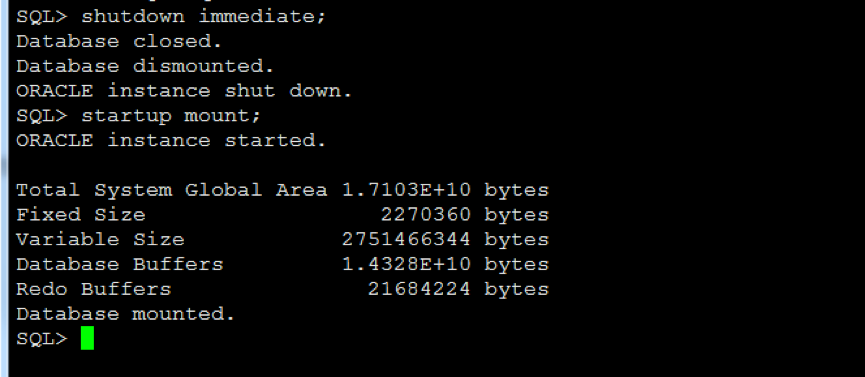 SQL> shutdown immediate;
Database closed.
Database dismounted.
ORACLE instance shut down.
SQL> startup mount;
ORACLE instance started.

Total System Global Area 1.7103E+10 bytes
Fixed Size                  2270360 bytes
Variable Size            2751466344 bytes
Database Buffers         1.4328E+10 bytes
Redo Buffers               21684224 bytes
Database mounted.
SQL>